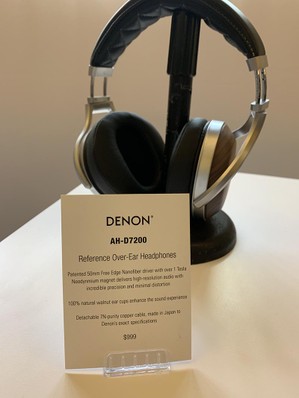 DENON™
AH-D7200
Reference Over-Ear Headphones
Patented 50mm Free Edge Nanofiber driver with over 1 Tesla
Neodymium magnet delivers high-resolution audio with
incredible precision and minimal distortion
100% natural walnut ear cups enhance the sound experience
Detachable 7N-purity copper cable, made in Japan to
Denon's exact specifications
$999